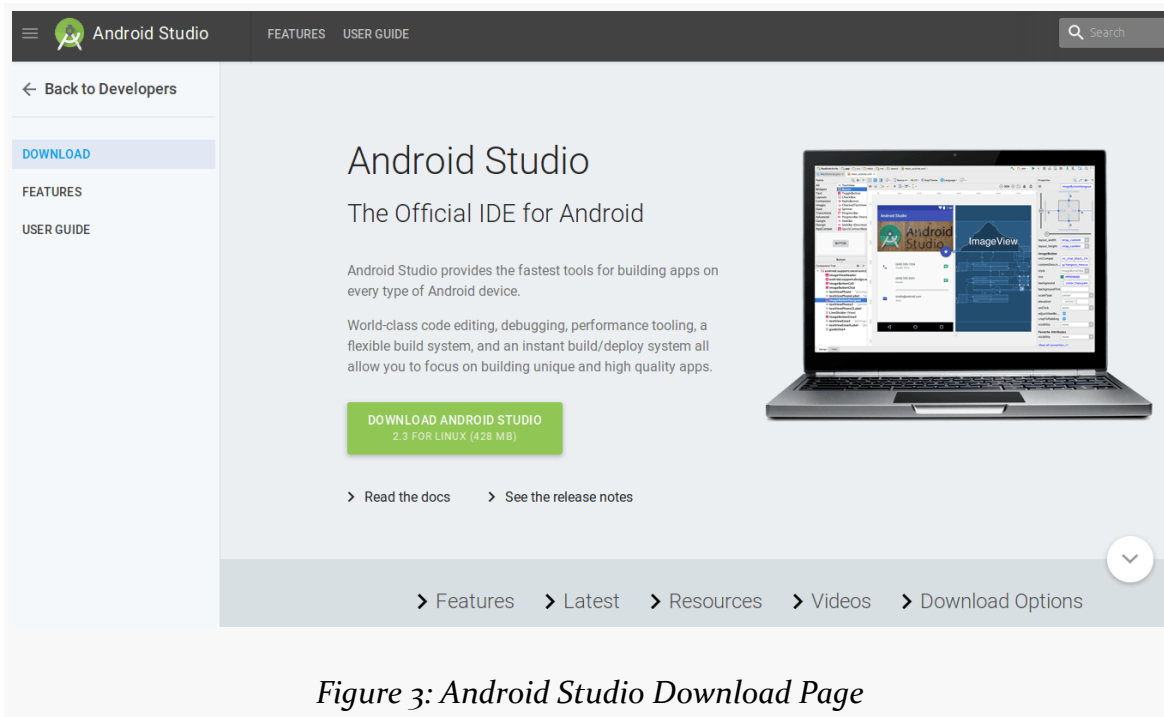 Android Studio
FEATURES USER GUIDE
Search
Back to Developers
DOWNLOAD
FEATURES
USER GUIDE
Android Studio
The Official IDE for Android
Android Studio provides the fastest tools for building apps on
every type of Android device.
World-class code editing, debugging, performance tooling, a
flexible build system, and an instant build/deploy system all
allow you to focus on building unique and high quality apps.
DOWNLOAD ANDROID STUDIO
2.3 FOR LINUX (428 MB)
Read the docs
See the release notes
Android Studio
Android
Studio
ImageView
BUTTON
Features
Latest
Resources
Videos
Download Options
Figure 3: Android Studio Download Page